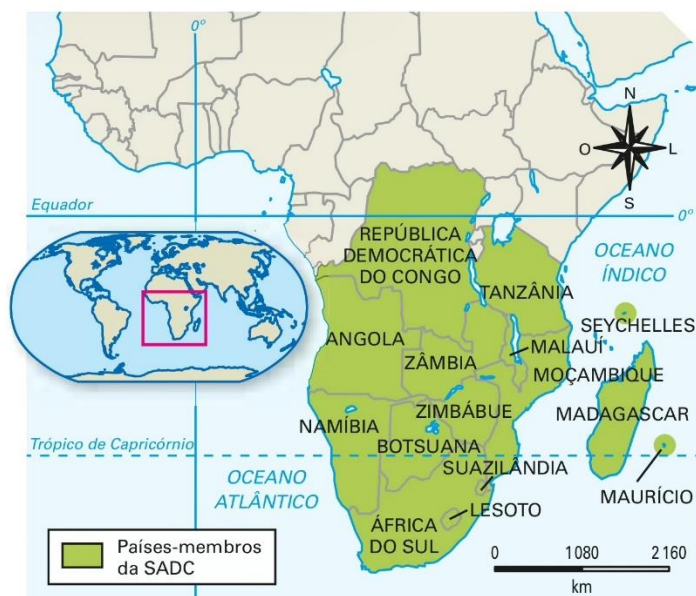 0°
N
O
L
S
Equador
0°
REPÚBLICA
DEMOCRÁTICA
DO CONGO
OCEANO
ÍNDICO
TANZÂNIA
SEYCHELLES
ANGOLA
MALAUÍ
ZÂMBIA
MOÇAMBIQUE
ZIMBÁBUE
MADAGASCAR
NAMÍBIA
BOTSUANA
Trópico de Capricórnio
SUAZILÂNDIA
OCEANO
ATLÂNTICO
MAURÍCIO
LESOTO
ÁFRICA
DO SUL
Países-membros
da SADC
0 1 080 2 160
km